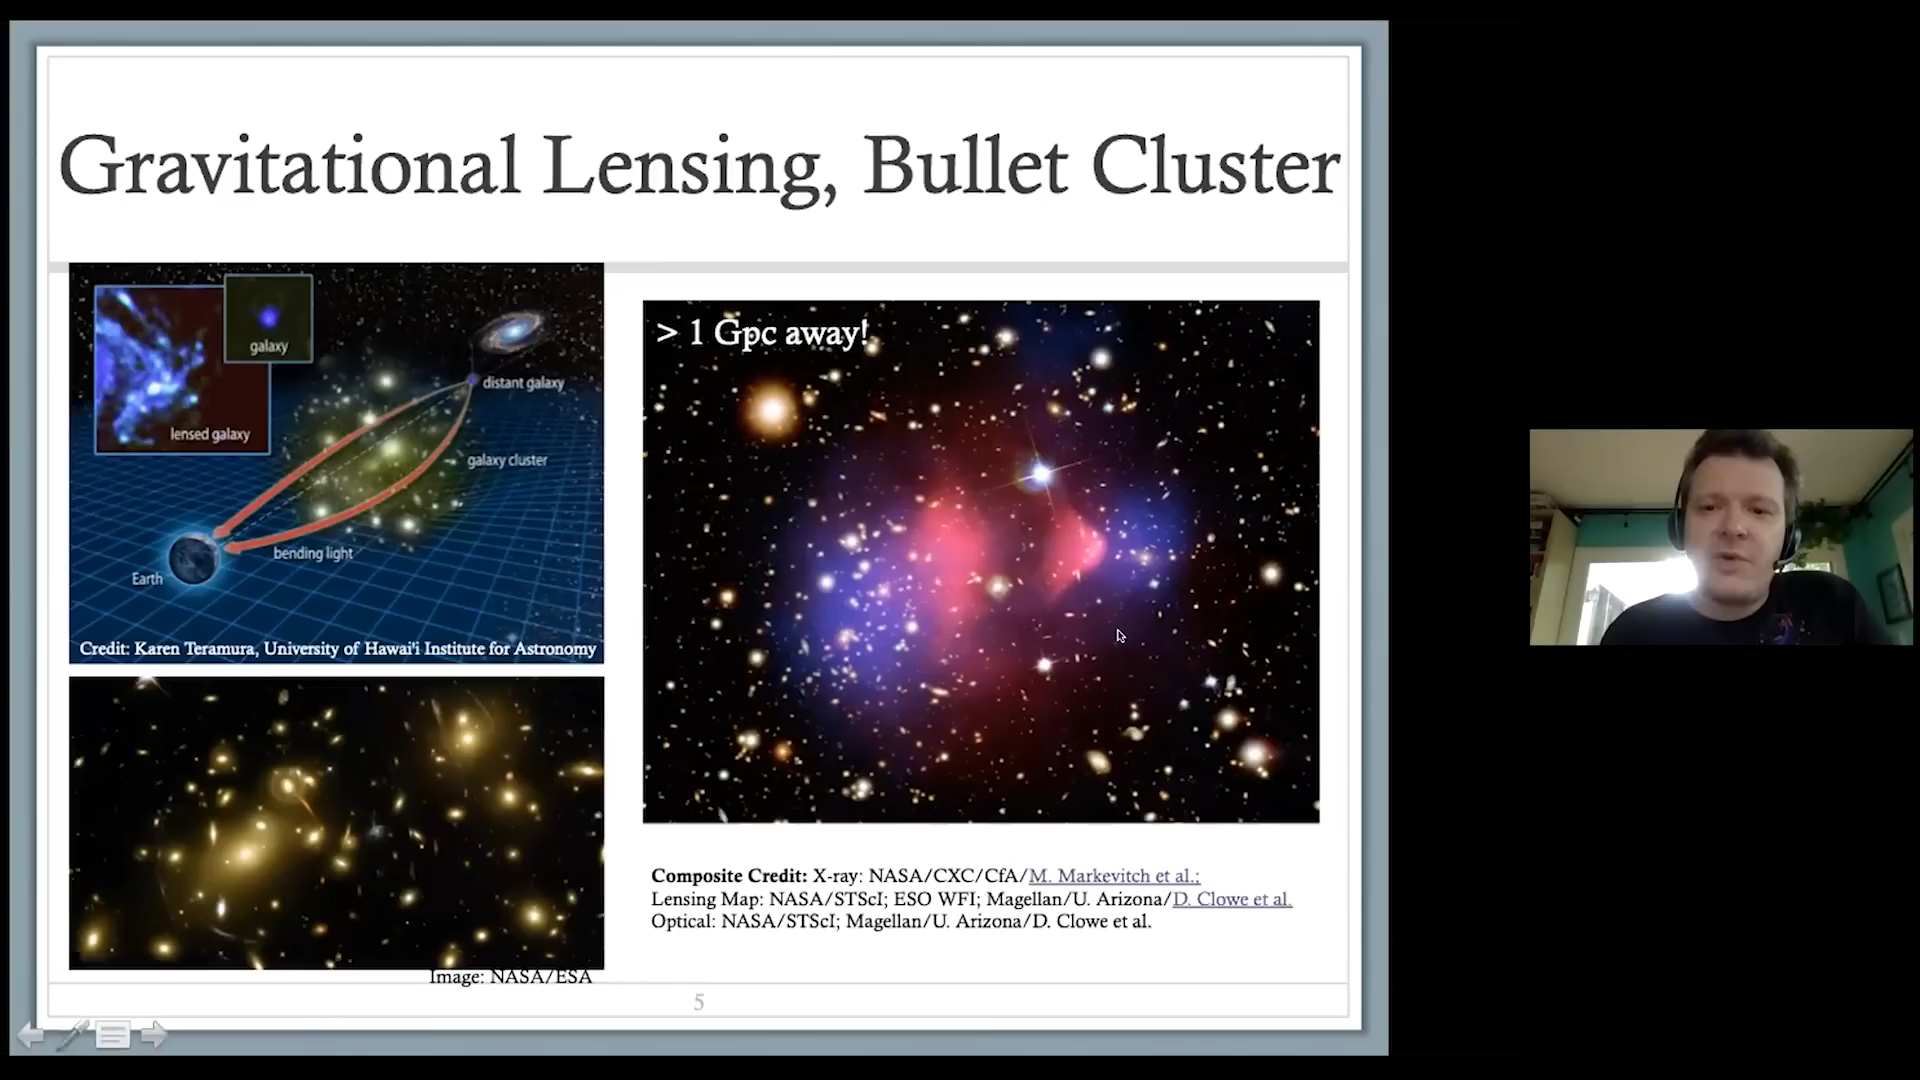 Gravitational Lensing, Bullet Cluster
galaxy
lensed galaxy
distant galaxy
galaxy cluster
bending light
Earth
Credit: Karen Teramura, University of Hawai'i Institute for Astronomy
Image: NASA/ESA
> 1 Gpc away!
Composite Credit: X-ray: NASA/CXC/CfA/M. Markevitch et al.;
Lensing Map: NASA/STScI; ESO WFI; Magellan/U. Arizona/D. Clowe et al.
Optical: NASA/STScI; Magellan/U. Arizona/D. Clowe et al.
5